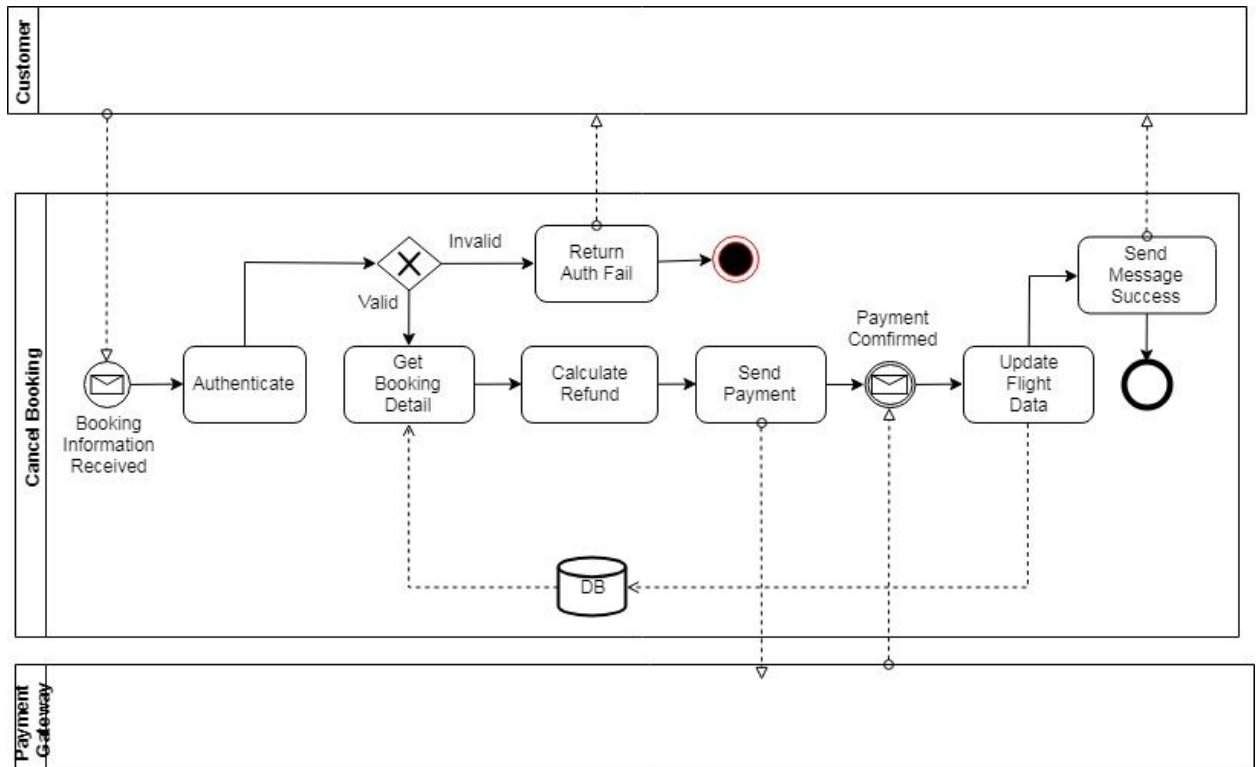 Customer
Cancel Booking
Invalid
Return
Auth Fail
Send
Message
Success
Valid
Payment
Comfirmed
Authenticate
Get
Booking
Detail
Calculate
Refund
Send
Payment
Update
Flight
Data
Booking
Information
Received
DB
Payment
Gateway